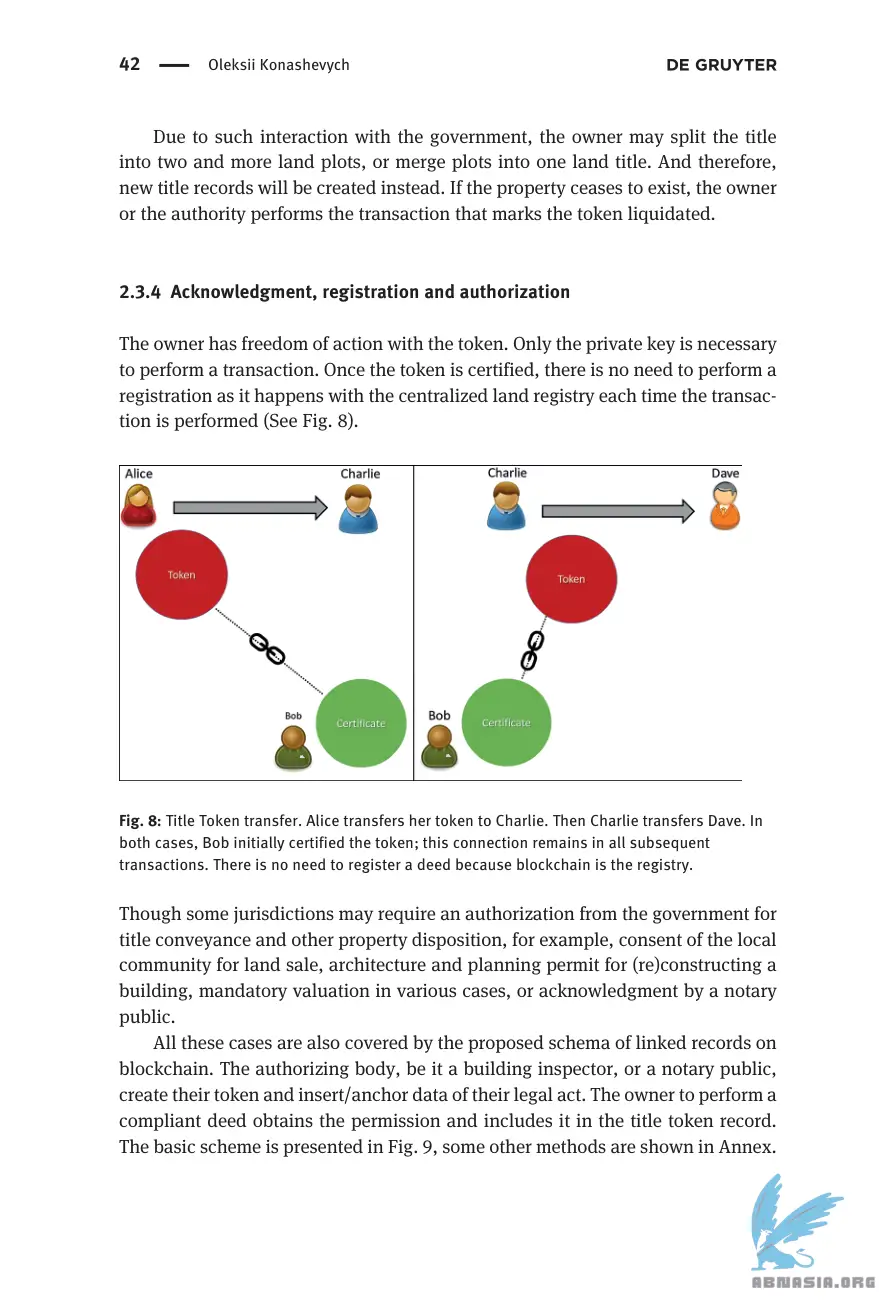 42 — Oleksii Konashevych DE GRUYTER
Due to such interaction with the government, the owner may split the title
into two and more land plots, or merge plots into one land title. And therefore,
new title records will be created instead. If the property ceases to exist, the owner
or the authority performs the transaction that marks the token liquidated.
2.3.4 Acknowledgment, registration and authorization
The owner has freedom of action with the token. Only the private key is necessary
to perform a transaction. Once the token is certified, there is no need to perform a
registration as it happens with the centralized land registry each time the transac-
tion is performed (See Fig. 8).
Alice Charlie
Token
Bob
Certificate
Charlie Dave
Token
Bob
Certificate
Fig. 8: Title Token transfer. Alice transfers her token to Charlie. Then Charlie transfers Dave. In
both cases, Bob initially certified the token; this connection remains in all subsequent
transactions. There is no need to register a deed because blockchain is the registry.
Though some jurisdictions may require an authorization from the government for
title conveyance and other property disposition, for example, consent of the local
community for land sale, architecture and planning permit for (re)constructing a
building, mandatory valuation in various cases, or acknowledgment by a notary
public.
All these cases are also covered by the proposed schema of linked records on
blockchain. The authorizing body, be it a building inspector, or a notary public,
create their token and insert/anchor data of their legal act. The owner to perform a
compliant deed obtains the permission and includes it in the title token record.
The basic scheme is presented in Fig. 9, some other methods are shown in Annex.
ABNASIA.ORG